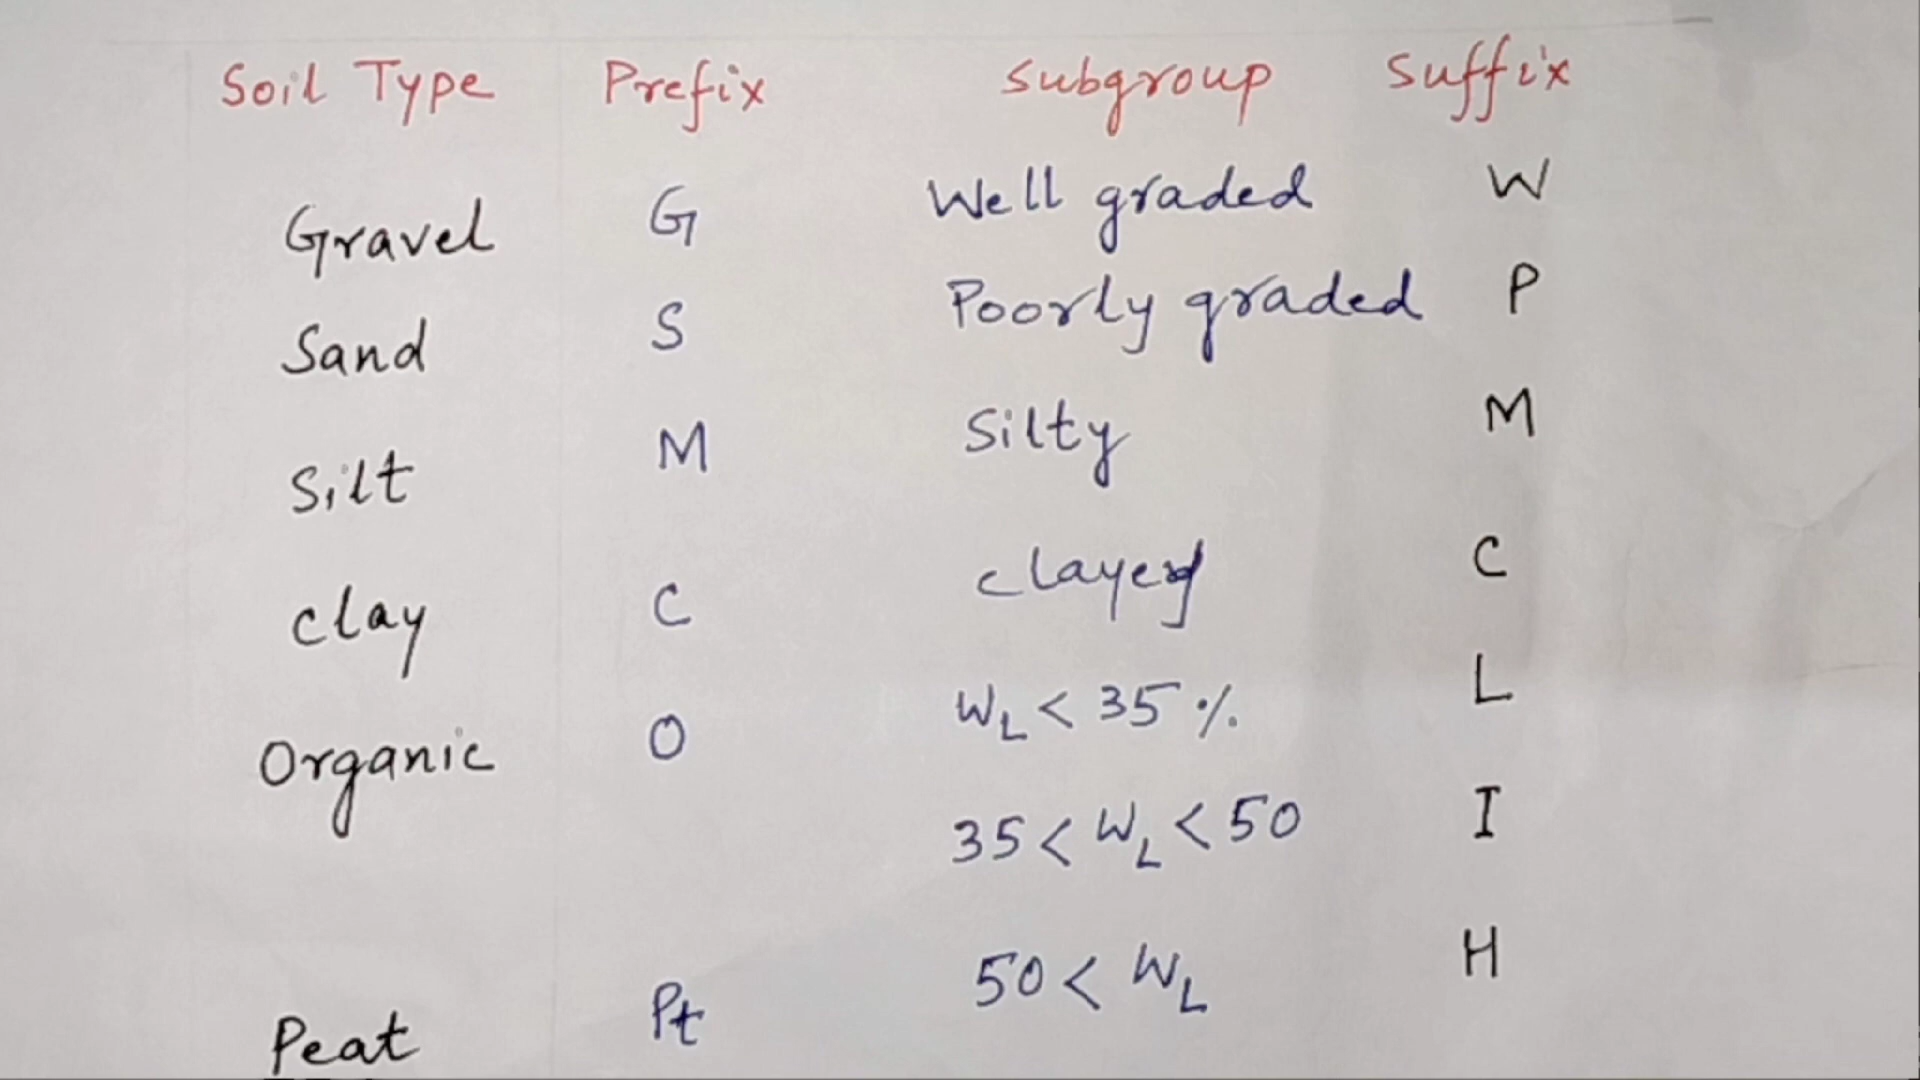 Soil Type Prefix Subgroup Suffix
Gravel G Well graded W
Sand S Poorly graded P
Silt M Silty M
clay C clayey C
Organic O W_L < 35 % L
35 < W_L < 50 I
Peat Pt 50 < W_L H